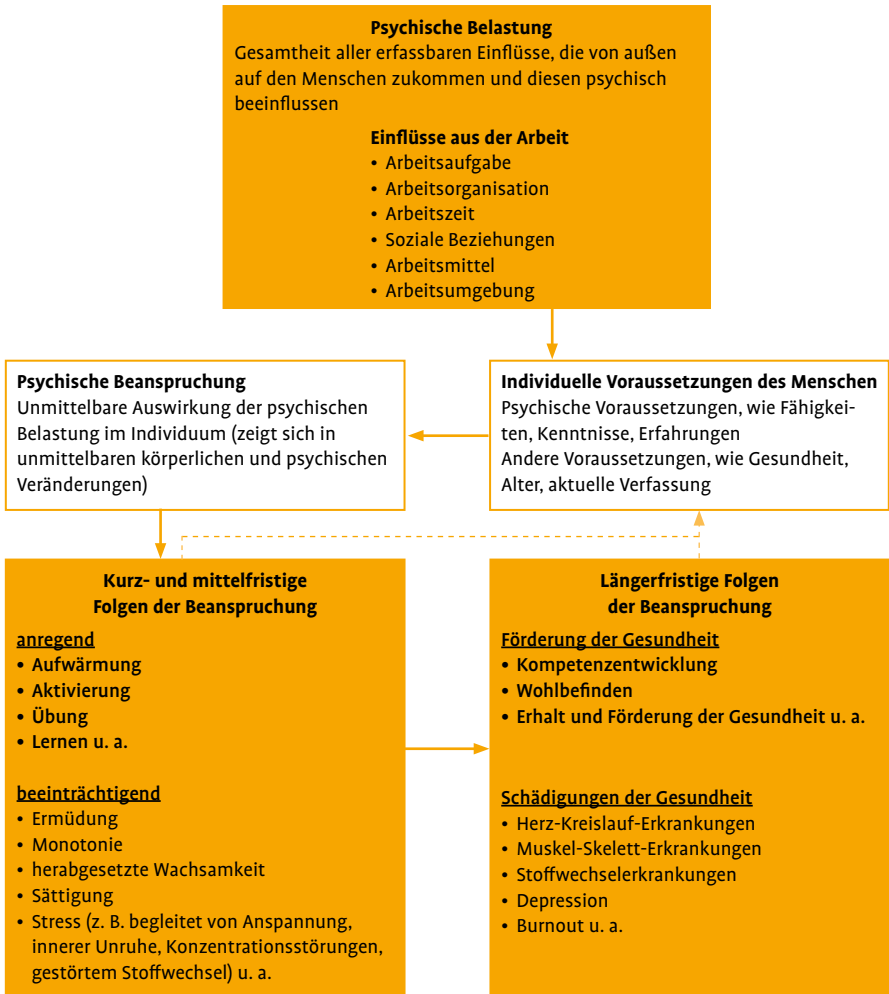 Psychische Belastung
Gesamtheit aller erfassbaren Einflüsse, die von außen
auf den Menschen zukommen und diesen psychisch
beeinflussen
Einflüsse aus der Arbeit
• Arbeitsaufgabe
• Arbeitsorganisation
• Arbeitszeit
• Soziale Beziehungen
• Arbeitsmittel
• Arbeitsumgebung
Psychische Beanspruchung
Unmittelbare Auswirkung der psychischen
Belastung im Individuum (zeigt sich in
unmittelbaren körperlichen und psychischen
Veränderungen)
Individuelle Voraussetzungen des Menschen
Psychische Voraussetzungen, wie Fähigkei-
ten, Kenntnisse, Erfahrungen
Andere Voraussetzungen, wie Gesundheit,
Alter, aktuelle Verfassung
Kurz- und mittelfristige
Folgen der Beanspruchung
anregend
• Aufwärmung
• Aktivierung
• Übung
• Lernen u. a.
beeinträchtigend
• Ermüdung
• Monotonie
• herabgesetzte Wachsamkeit
• Sättigung
• Stress (z. B. begleitet von Anspannung,
innerer Unruhe, Konzentrationsstörungen,
gestörtem Stoffwechsel) u. a.
Längerfristige Folgen
der Beanspruchung
Förderung der Gesundheit
• Kompetenzentwicklung
• Wohlbefinden
• Erhalt und Förderung der Gesundheit u. a.
Schädigungen der Gesundheit
• Herz-Kreislauf-Erkrankungen
• Muskel-Skelett-Erkrankungen
• Stoffwechselerkrankungen
• Depression
• Burnout u. a.